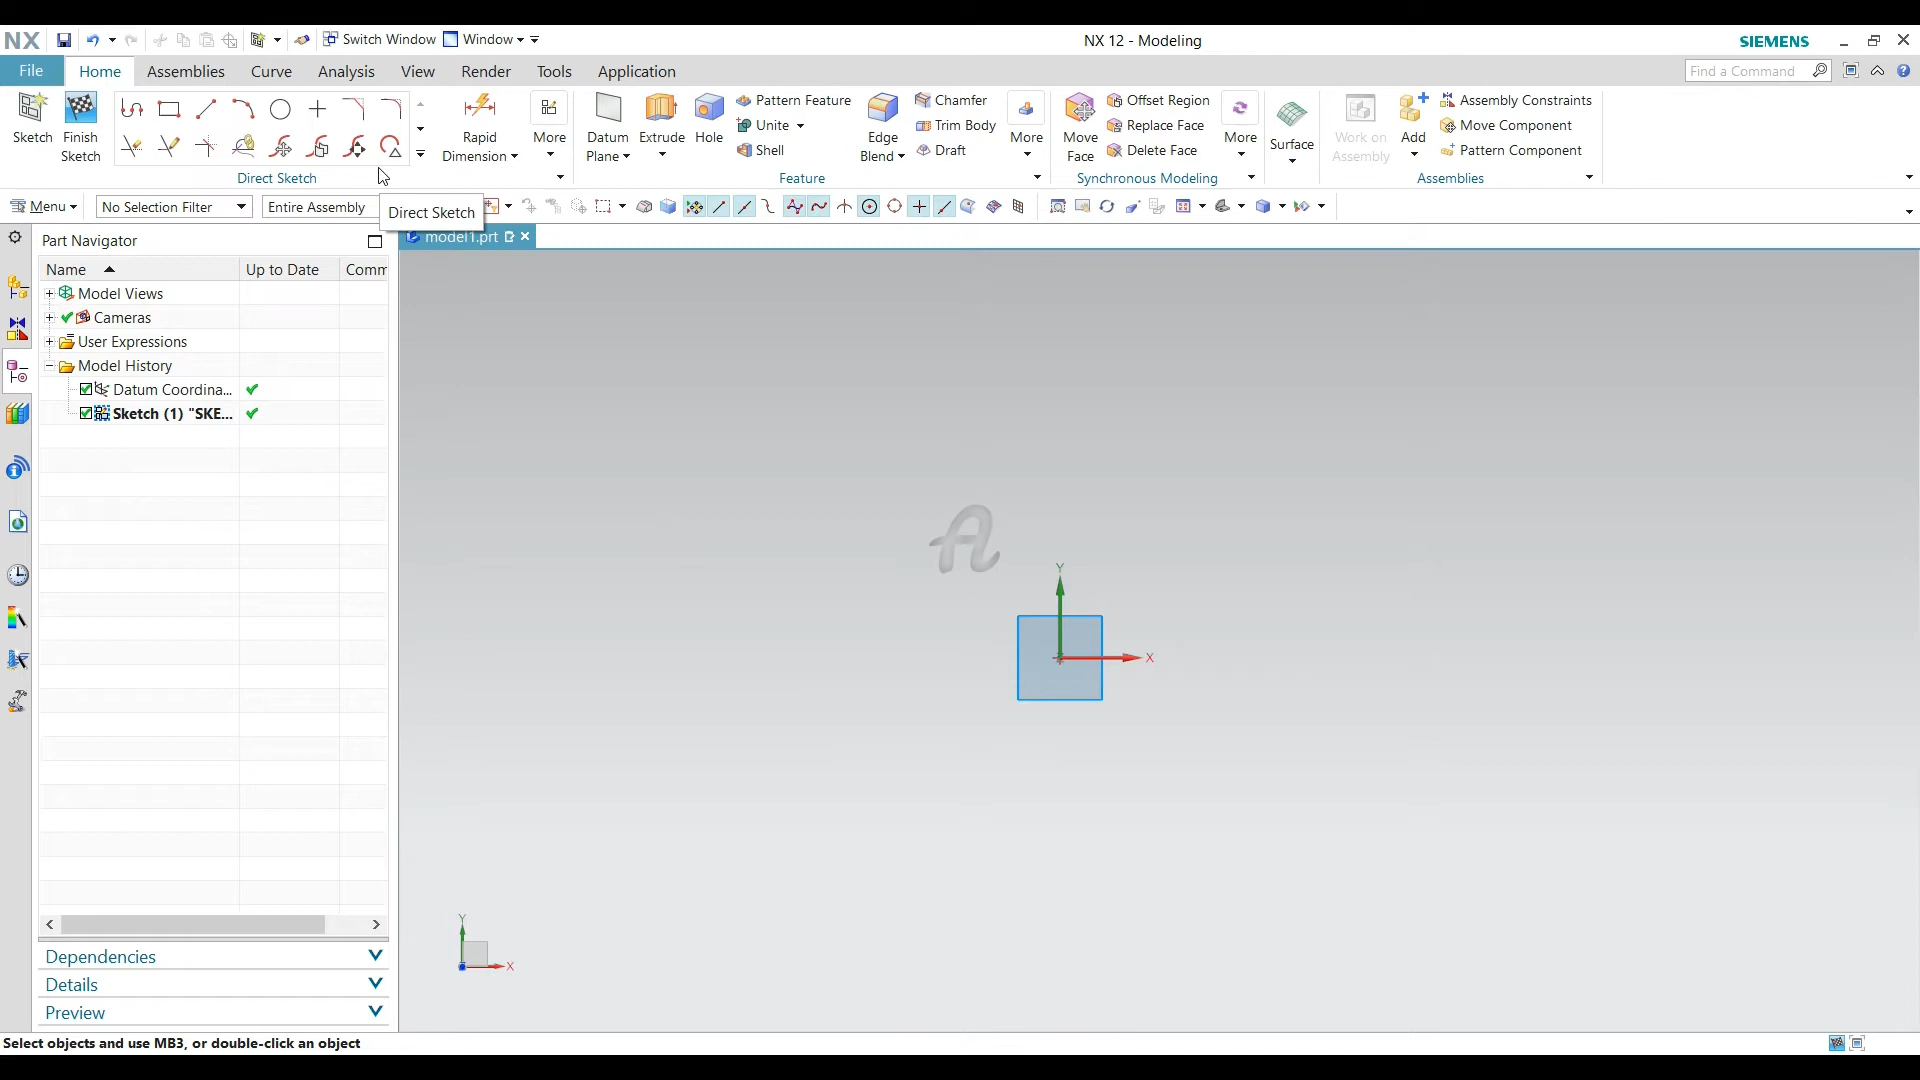 NX
Switch Window
Window
NX 12 - Modeling
SIEMENS
File
Home
Assemblies
Curve
Analysis
View
Render
Tools
Application
Find a Command
Sketch
Finish
Sketch
Direct Sketch
Rapid
Dimension
More
Datum
Plane
Extrude
Hole
Pattern Feature
Unite
Shell
Edge
Blend
Chamfer
Trim Body
Draft
More
Feature
Move
Face
Offset Region
Replace Face
Delete Face
More
Synchronous Modeling
Surface
Work on
Assembly
Add
Assembly Constraints
Move Component
Pattern Component
Assemblies
Menu
No Selection Filter
Entire Assembly
Direct Sketch
Part Navigator
model1.prt
Name
Up to Date
Comm
Model Views
Cameras
User Expressions
Model History
Datum Coordina...
Sketch (1) "SKE...
A
Y
X
Y
X
Dependencies
Details
Preview
Select objects and use MB3, or double-click an object